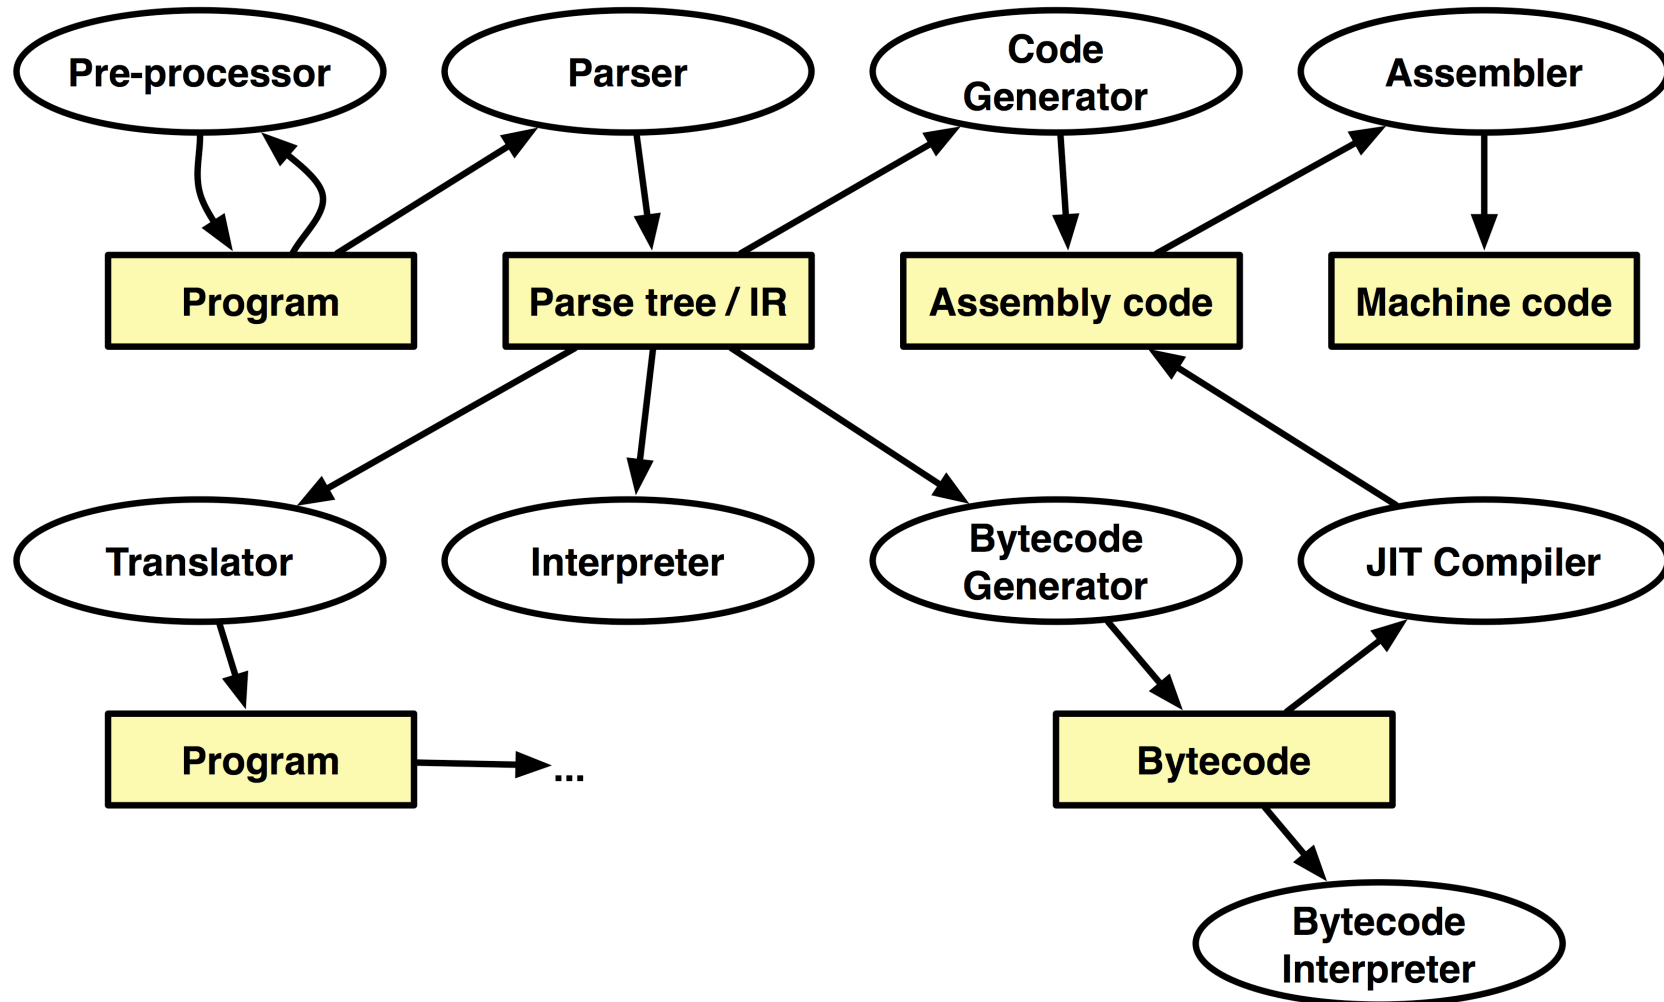 Pre-processor
Parser
Code
Generator
Assembler
Program
Parse tree / IR
Assembly code
Machine code
Translator
Interpreter
Bytecode
Generator
JIT Compiler
Program
...
Bytecode
Bytecode
Interpreter